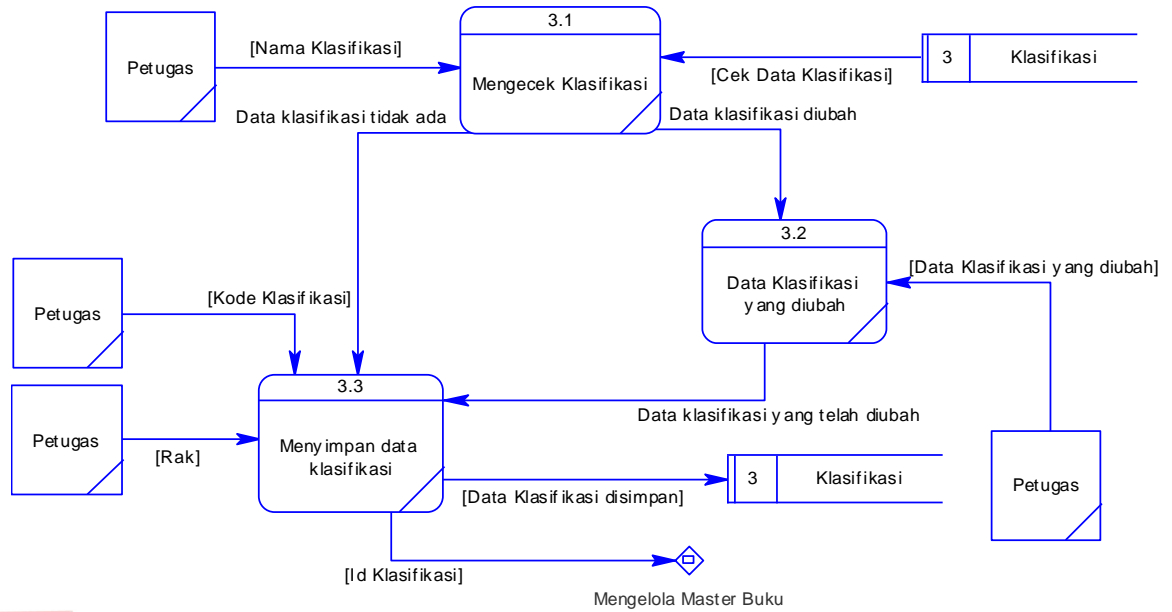 3.1
[Nama Klasifikasi]
3
Klasifikasi
Petugas
Mengecek Klasifikasi
[Cek Data Klasifikasi]
Data klasifikasi tidak ada
Data klasifikasi diubah
3.2
[Data Klasifikasi yang diubah]
Data Klasifikasi
yang diubah
[Kode Klasifikasi]
Petugas
3.3
Data klasifikasi yang telah diubah
Petugas
Menyimpan data
klasifikasi
[Rak]
3
Klasifikasi
Petugas
[Data Klasifikasi disimpan]
[Id Klasifikasi]
Mengelola Master Buku